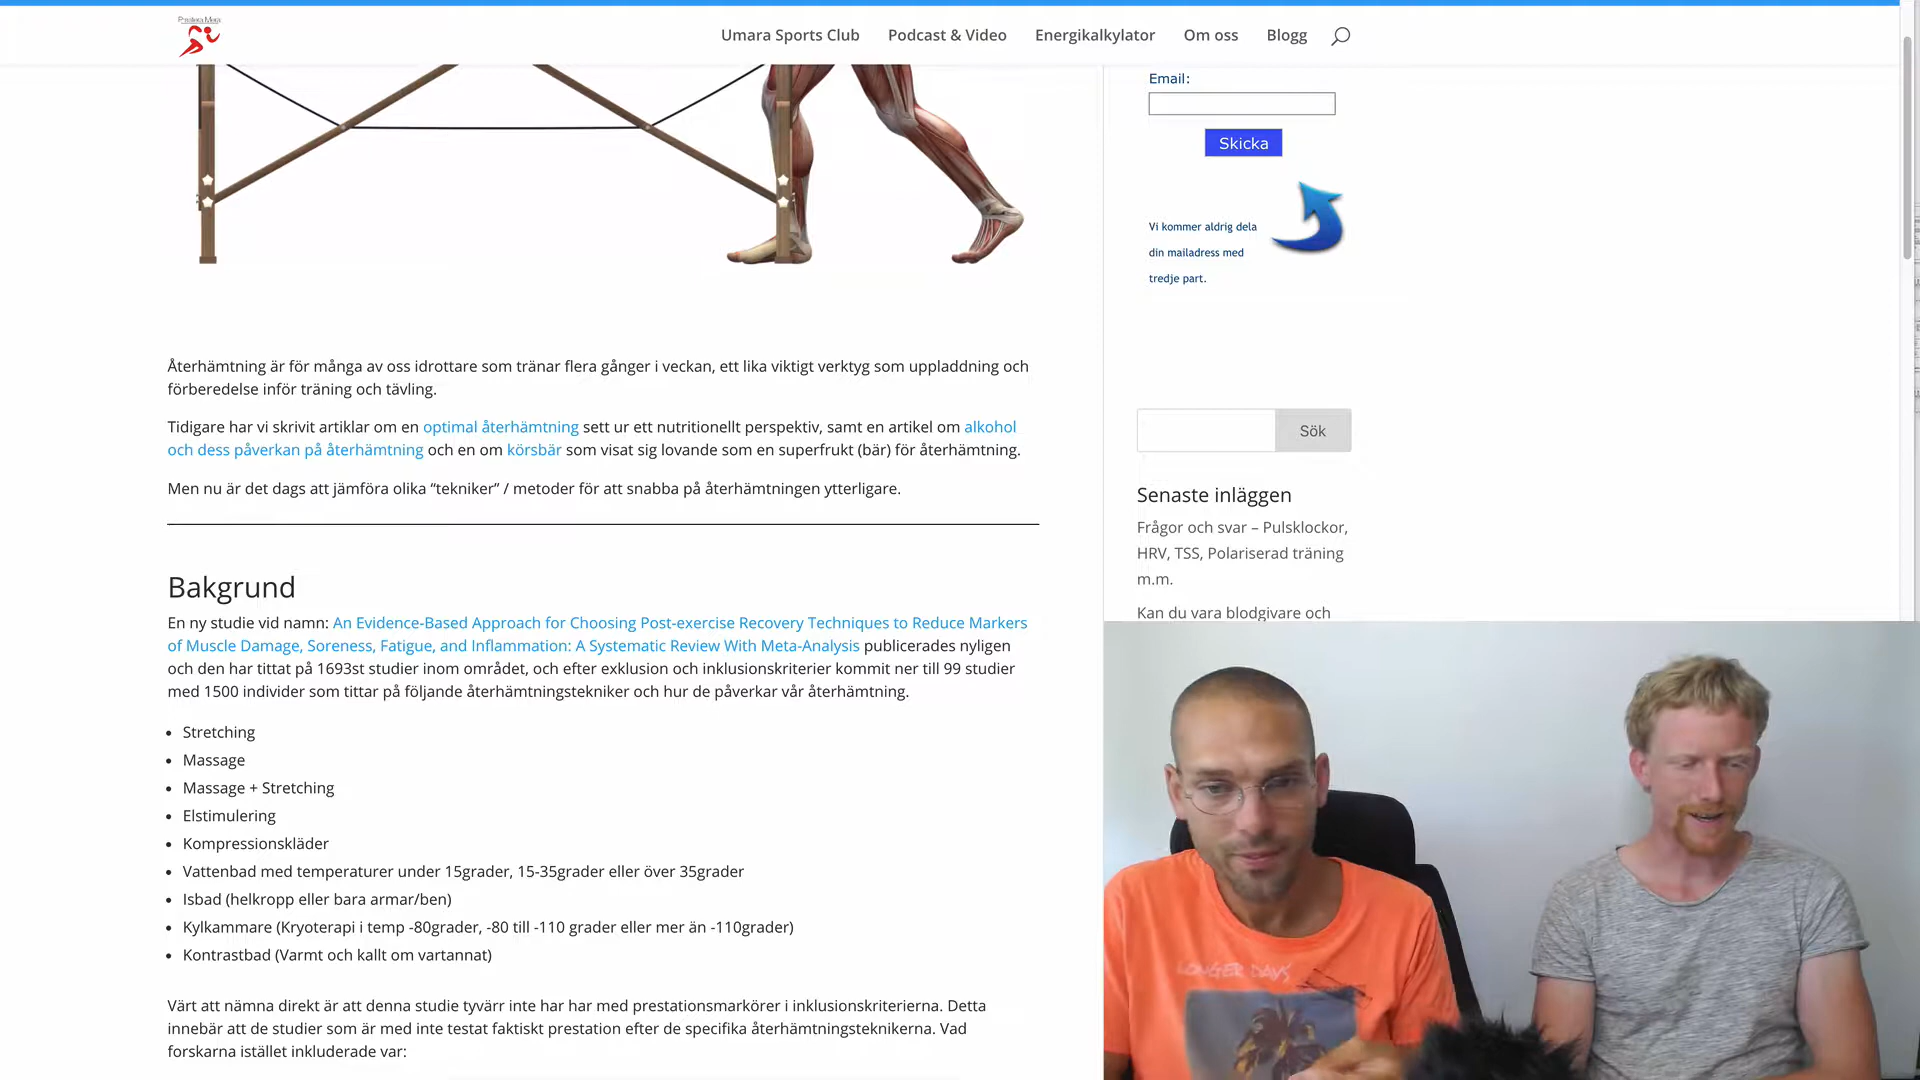 Umara Sports Club Podcast & Video Energikalkylator Om oss Blogg
Återhämtning är för många av oss idrottare som tränar flera gånger i veckan, ett lika viktigt verktyg som uppladdning och
förberedelse inför träning och tävling.
Tidigare har vi skrivit artiklar om en optimal återhämtning sett ur ett nutritionellt perspektiv, samt en artikel om alkohol
och dess påverkan på återhämtning och en om körsbär som visat sig lovande som en superfrukt (bär) för återhämtning.
Men nu är det dags att jämföra olika “tekniker” / metoder för att snabba på återhämtningen ytterligare.
Bakgrund
En ny studie vid namn: An Evidence-Based Approach for Choosing Post-exercise Recovery Techniques to Reduce Markers
of Muscle Damage, Soreness, Fatigue, and Inflammation: A Systematic Review With Meta-Analysis publicerades nyligen
och den har tittat på 1693st studier inom området, och efter exklusion och inklusionskriterier kommit ner till 99 studier
med 1500 individer som tittar på följande återhämtningstekniker och hur de påverkar vår återhämtning.
Stretching
Massage
Massage + Stretching
Elstimulering
Kompressionskläder
Vattenbad med temperaturer under 15grader, 15-35grader eller över 35grader
Isbad (helkropp eller bara armar/ben)
Kylkammare (Kryoterapi i temp -80grader, -80 till -110 grader eller mer än -110grader)
Kontrastbad (Varmt och kallt om vartannat)
Värt att nämna direkt är att denna studie tyvärr inte har har med prestationsmarkörer i inklusionskriterierna. Detta
innebär att de studier som är med inte testat faktiskt prestation efter de specifika återhämtningsteknikerna. Vad
forskarna istället inkluderade var:
Email:
Skicka
Vi kommer aldrig dela
din mailadress med
tredje part.
Sök
Senaste inläggen
Frågor och svar – Pulsklockor,
HRV, TSS, Polariserad träning
m.m.
Kan du vara blodgivare och
LONGER DAYS